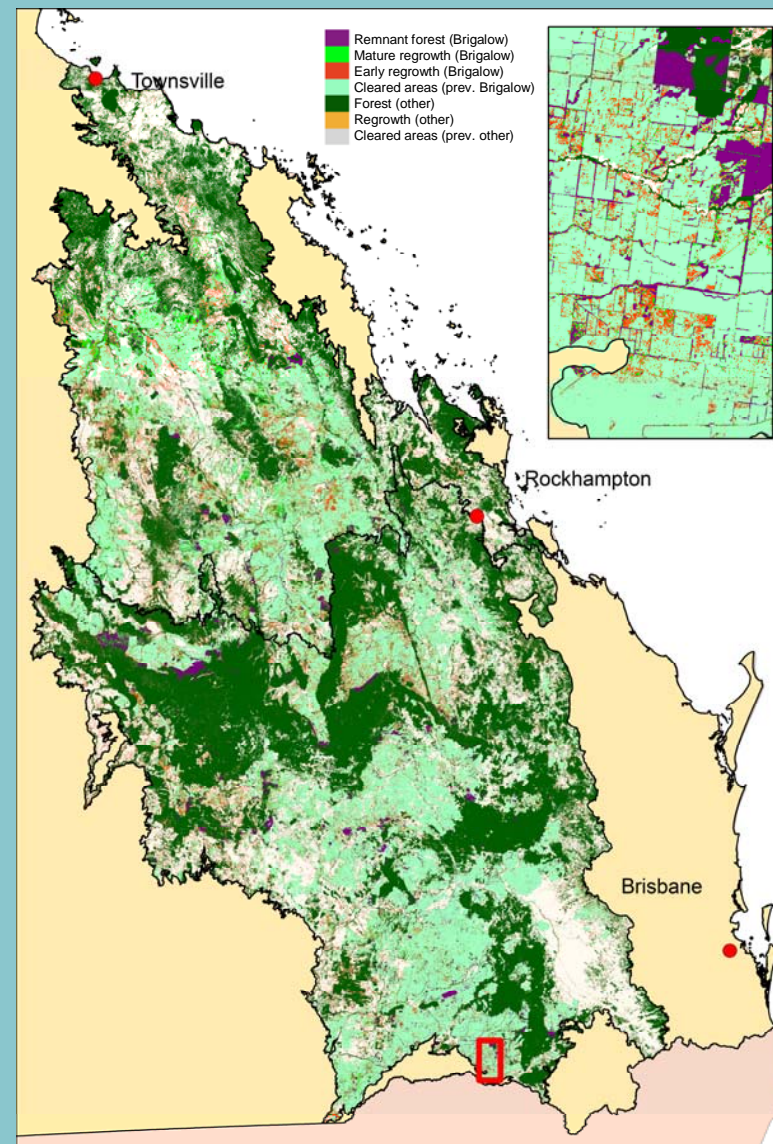 Townsville
Remnant forest (Brigalow)
Mature regrowth (Brigalow)
Early regrowth (Brigalow)
Cleared areas (prev. Brigalow)
Forest (other)
Regrowth (other)
Cleared areas (prev. other)
Rockhampton
Brisbane